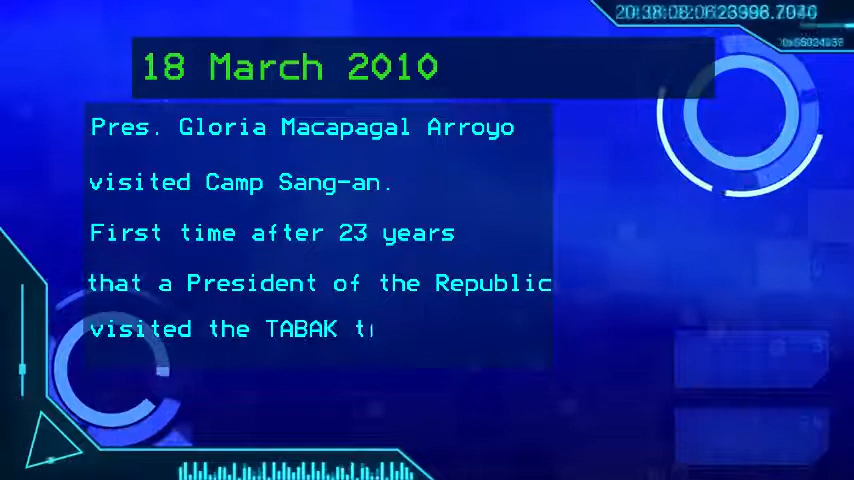 18 March 2010
Pres. Gloria Macapagal Arroyo
visited Camp Sang-an.
First time after 23 years
that a President of the Republic
visited the TABAK